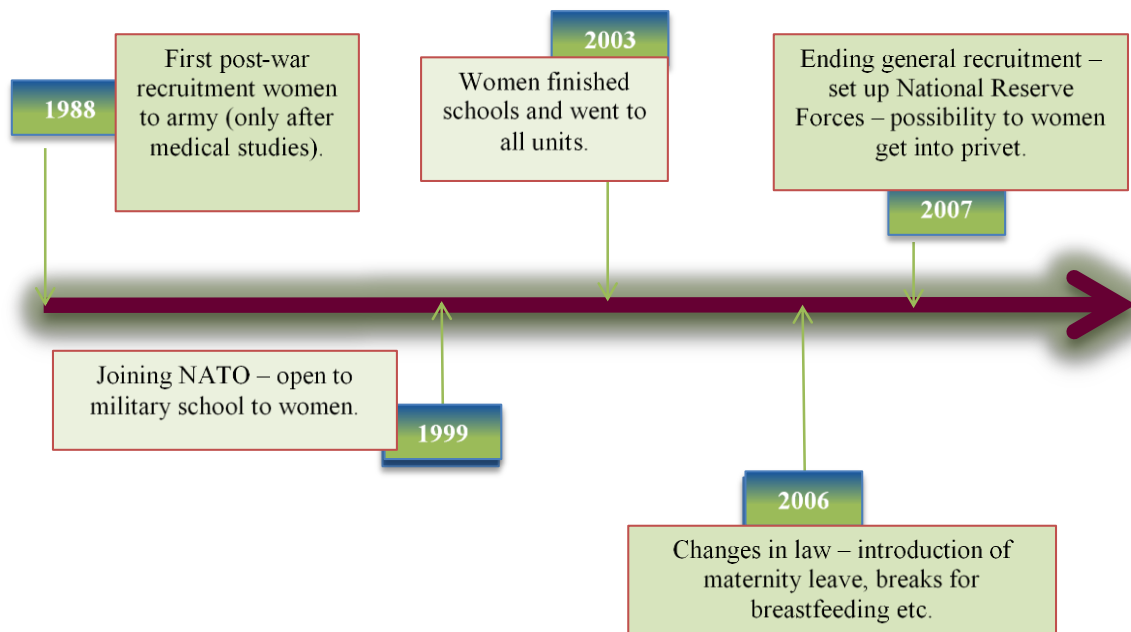 1988
First post-war
recruitment women
to army (only after
medical studies).
2003
Women finished
schools and went to
all units.
Ending general recruitment –
set up National Reserve
Forces – possibility to women
get into privet.
2007
Joining NATO – open to
military school to women.
1999
2006
Changes in law – introduction of
maternity leave, breaks for
breastfeeding etc.